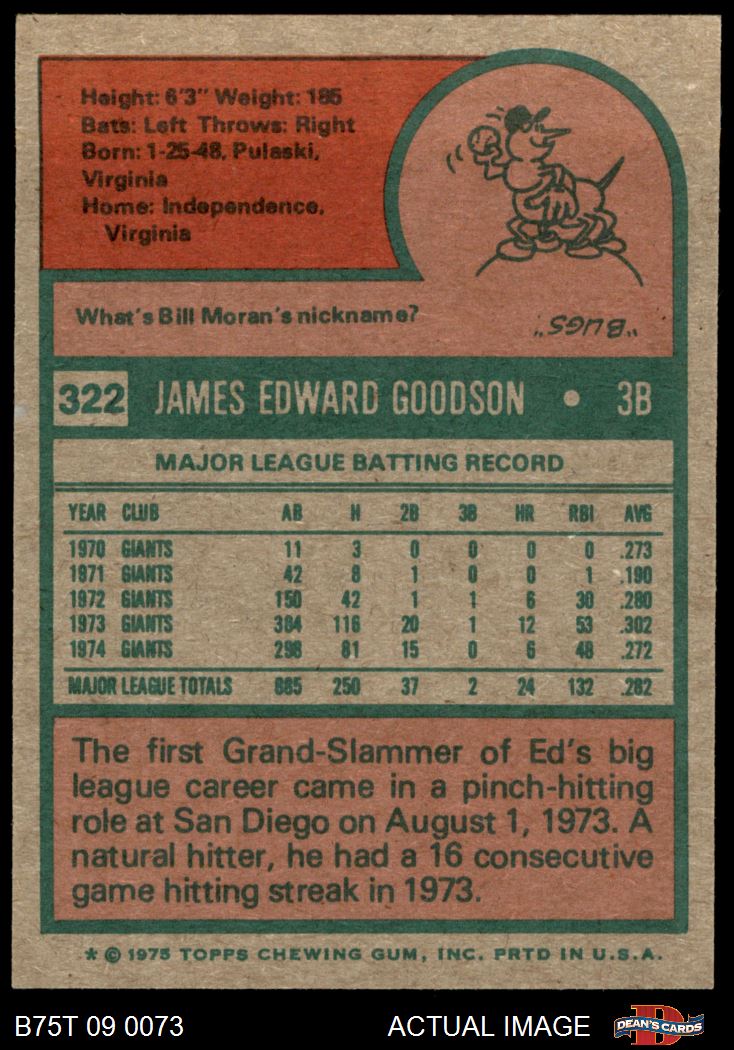 Height: 6'3" Weight: 185
Bats: Left Throws: Right
Born: 1-25-48, Pulaski,
Virginia
Home: Independence,
Virginia
What's Bill Moran's nickname?
"BUGS"
322 JAMES EDWARD GOODSON • 3B
MAJOR LEAGUE BATTING RECORD
YEAR CLUB AB H 2B 3B HR RBI AVG
1970 GIANTS 11 3 0 0 0 0 .273
1971 GIANTS 42 8 1 0 0 1 .190
1972 GIANTS 150 42 1 1 6 30 .280
1973 GIANTS 384 116 20 1 12 53 .302
1974 GIANTS 298 81 15 0 6 48 .272
MAJOR LEAGUE TOTALS 885 250 37 2 24 132 .282
The first Grand-Slammer of Ed's big
league career came in a pinch-hitting
role at San Diego on August 1, 1973. A
natural hitter, he had a 16 consecutive
game hitting streak in 1973.
* © 1975 TOPPS CHEWING GUM, INC. PRTD IN U.S.A.
B75T 09 0073 ACTUAL IMAGE D DEAN'S CARDS